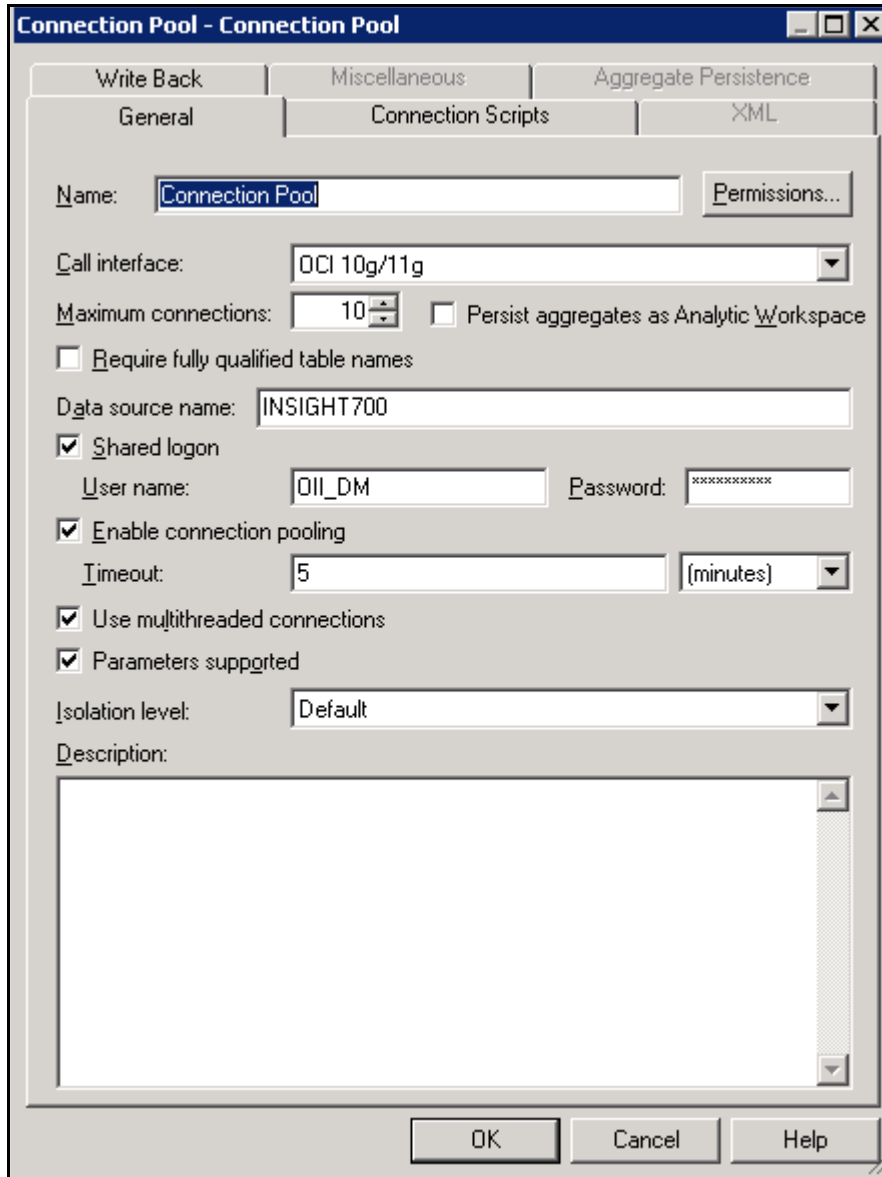 Connection Pool - Connection Pool
Write Back Miscellaneous Aggregate Persistence
General Connection Scripts XML
Name: Connection Pool Permissions...
Call interface: OCI 10g/11g
Maximum connections: 10 Persist aggregates as Analytic Workspace
Require fully qualified table names
Data source name: INSIGHT700
Shared logon
User name: OII_DM Password: xxxxxxxxxx
Enable connection pooling
Timeout: 5 (minutes)
Use multithreaded connections
Parameters supported
Isolation level: Default
Description:
OK Cancel Help